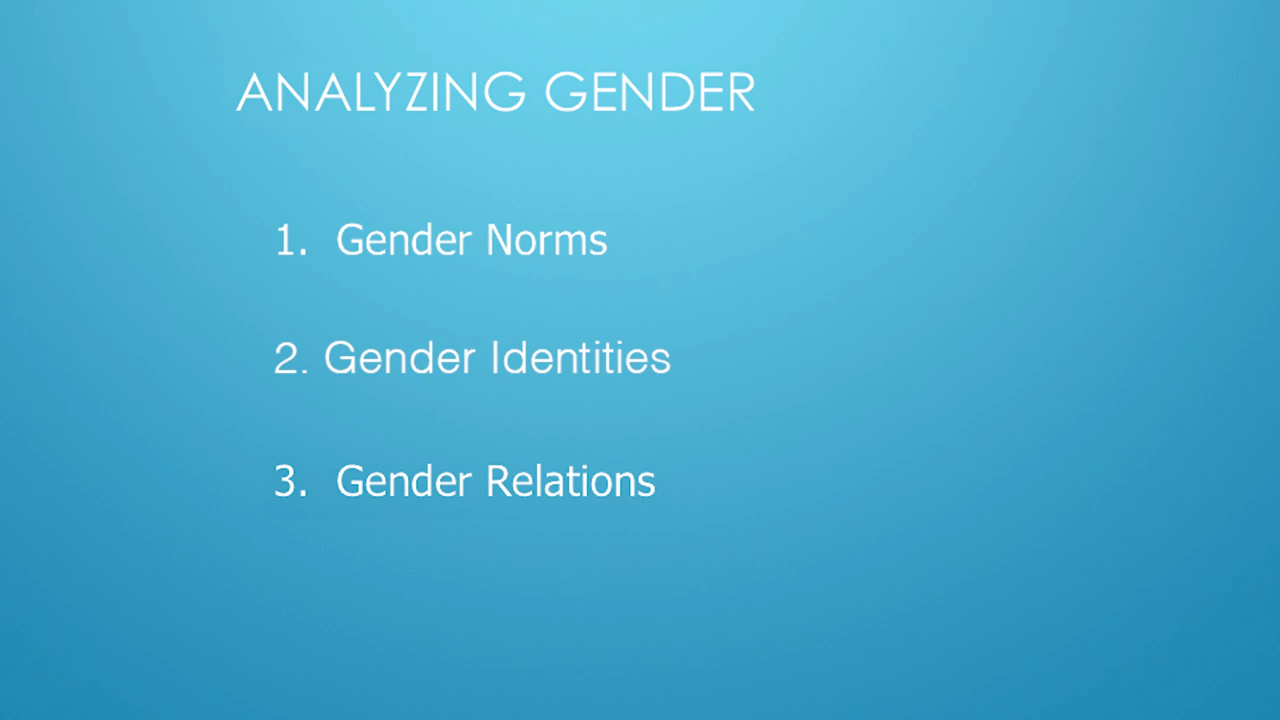 ANALYZING GENDER
1. Gender Norms
2. Gender Identities
3. Gender Relations